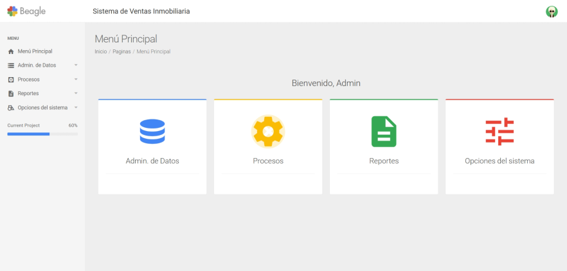 Beagle
Sistema de Ventas Inmobiliaria
MENU
Menú Principal
Admin. de Datos
Procesos
Reportes
Opciones del sistema
Current Project 60%
Menú Principal
Inicio / Paginas / Menú Principal
Bienvenido, Admin
Admin. de Datos
Procesos
Reportes
Opciones del sistema